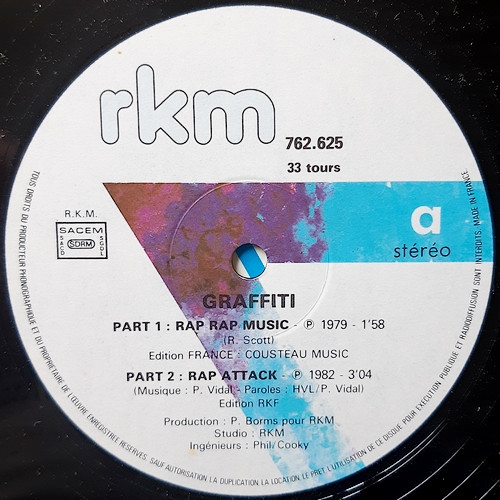 rkm
762.625
33 tours
R.K.M.
SACEM
SACD SDRM SGDL
a
stéréo
GRAFFITI
PART 1 : RAP RAP MUSIC - ℗ 1979 - 1'58
(R. Scott)
Edition FRANCE : COUSTEAU MUSIC
PART 2 : RAP ATTACK - ℗ 1982 - 3'04
(Musique : P. Vidal - Paroles : HVL/P. Vidal)
Edition RKF
Production : P. Borms pour RKM
Studio : RKM
Ingénieurs : Phil/Cooky
TOUS DROITS DU PRODUCTEUR PHONOGRAPHIQUE ET DU PROPRIETAIRE DE L'ŒUVRE ENREGISTREE RESERVES. SAUF AUTORISATION LA DUPLICATION, LA LOCATION LE PRET L'UTILISATION DE CE DISQUE POUR EXECUTION PUBLIQUE ET RADIODIFFUSION SONT INTERDITS. MADE IN FRANCE.